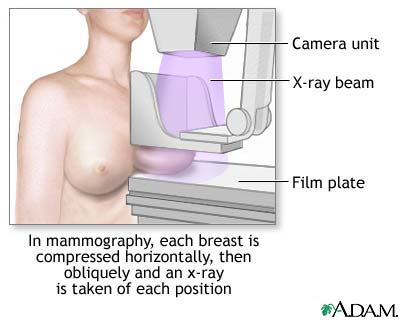 Camera unit
X-ray beam
Film plate
In mammography, each breast is
compressed horizontally, then
obliquely and an x-ray
is taken of each position
A.D.A.M.